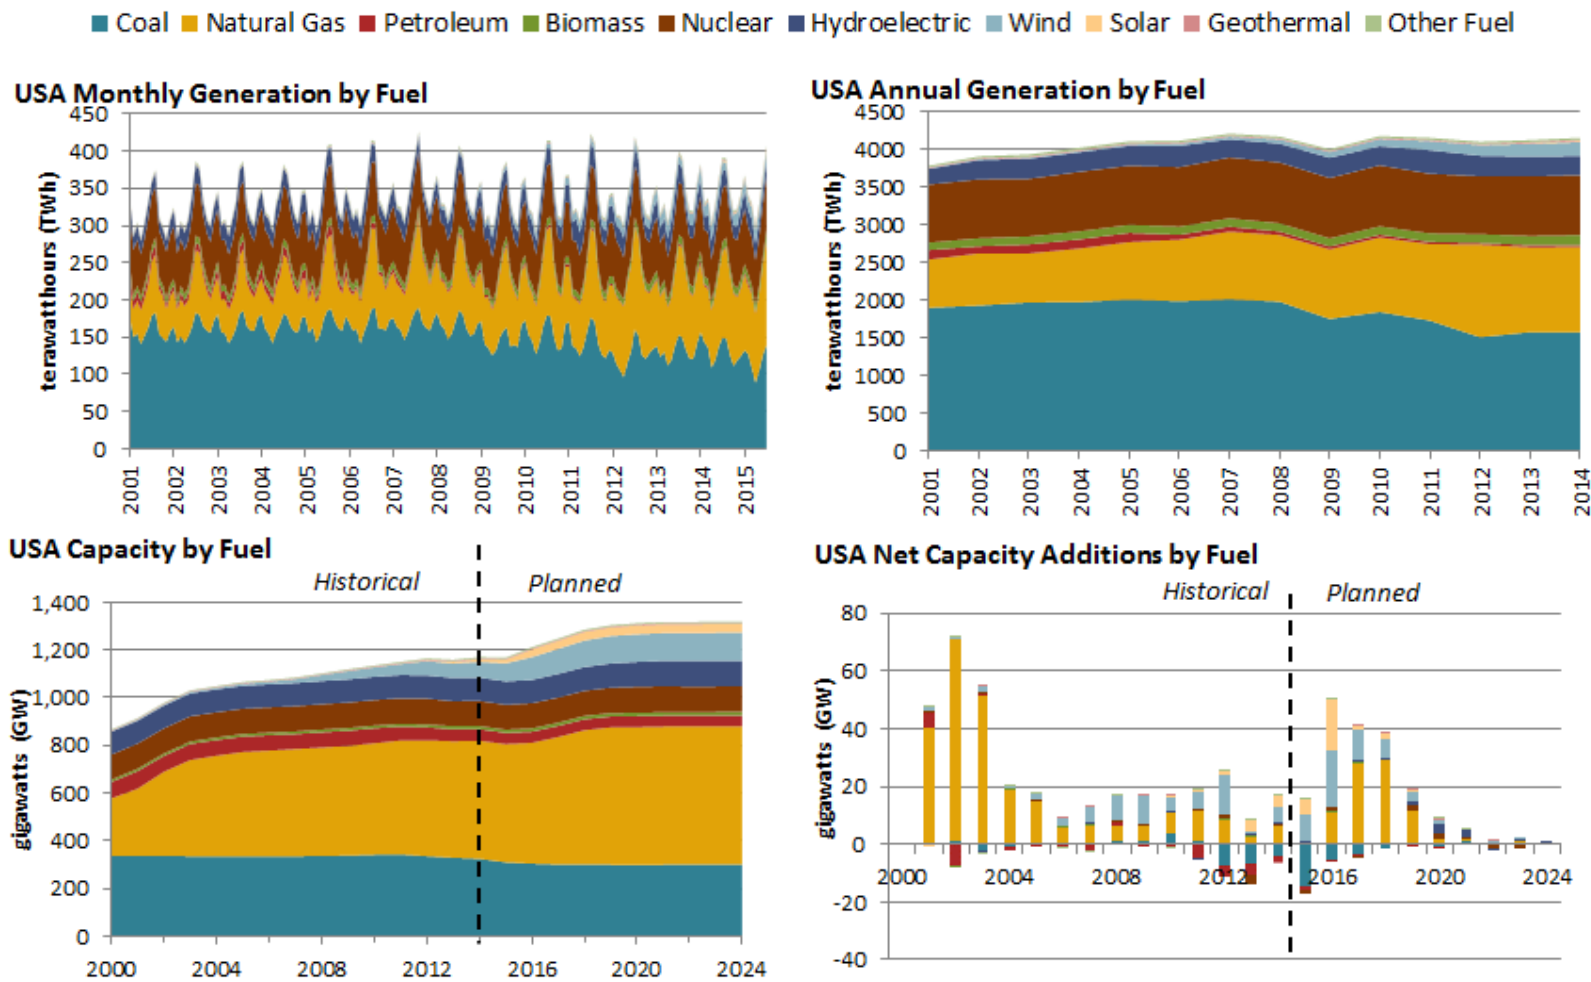 Coal Natural Gas Petroleum Biomass Nuclear Hydroelectric Wind Solar Geothermal Other Fuel
USA Monthly Generation by Fuel
terawatthours (TWh)
450
400
350
300
250
200
150
100
50
0
2001 2002 2003 2004 2005 2006 2007 2008 2009 2010 2011 2012 2013 2014 2015
USA Annual Generation by Fuel
terawatthours (TWh)
4500
4000
3500
3000
2500
2000
1500
1000
500
0
2001 2002 2003 2004 2005 2006 2007 2008 2009 2010 2011 2012 2013 2014
USA Capacity by Fuel
Historical Planned
gigawatts (GW)
1,400
1,200
1,000
800
600
400
200
0
2000 2004 2008 2012 2016 2020 2024
USA Net Capacity Additions by Fuel
Historical Planned
gigawatts (GW)
80
60
40
20
0
2000 2004 2008 2012 2016 2020 2024
-20
-40